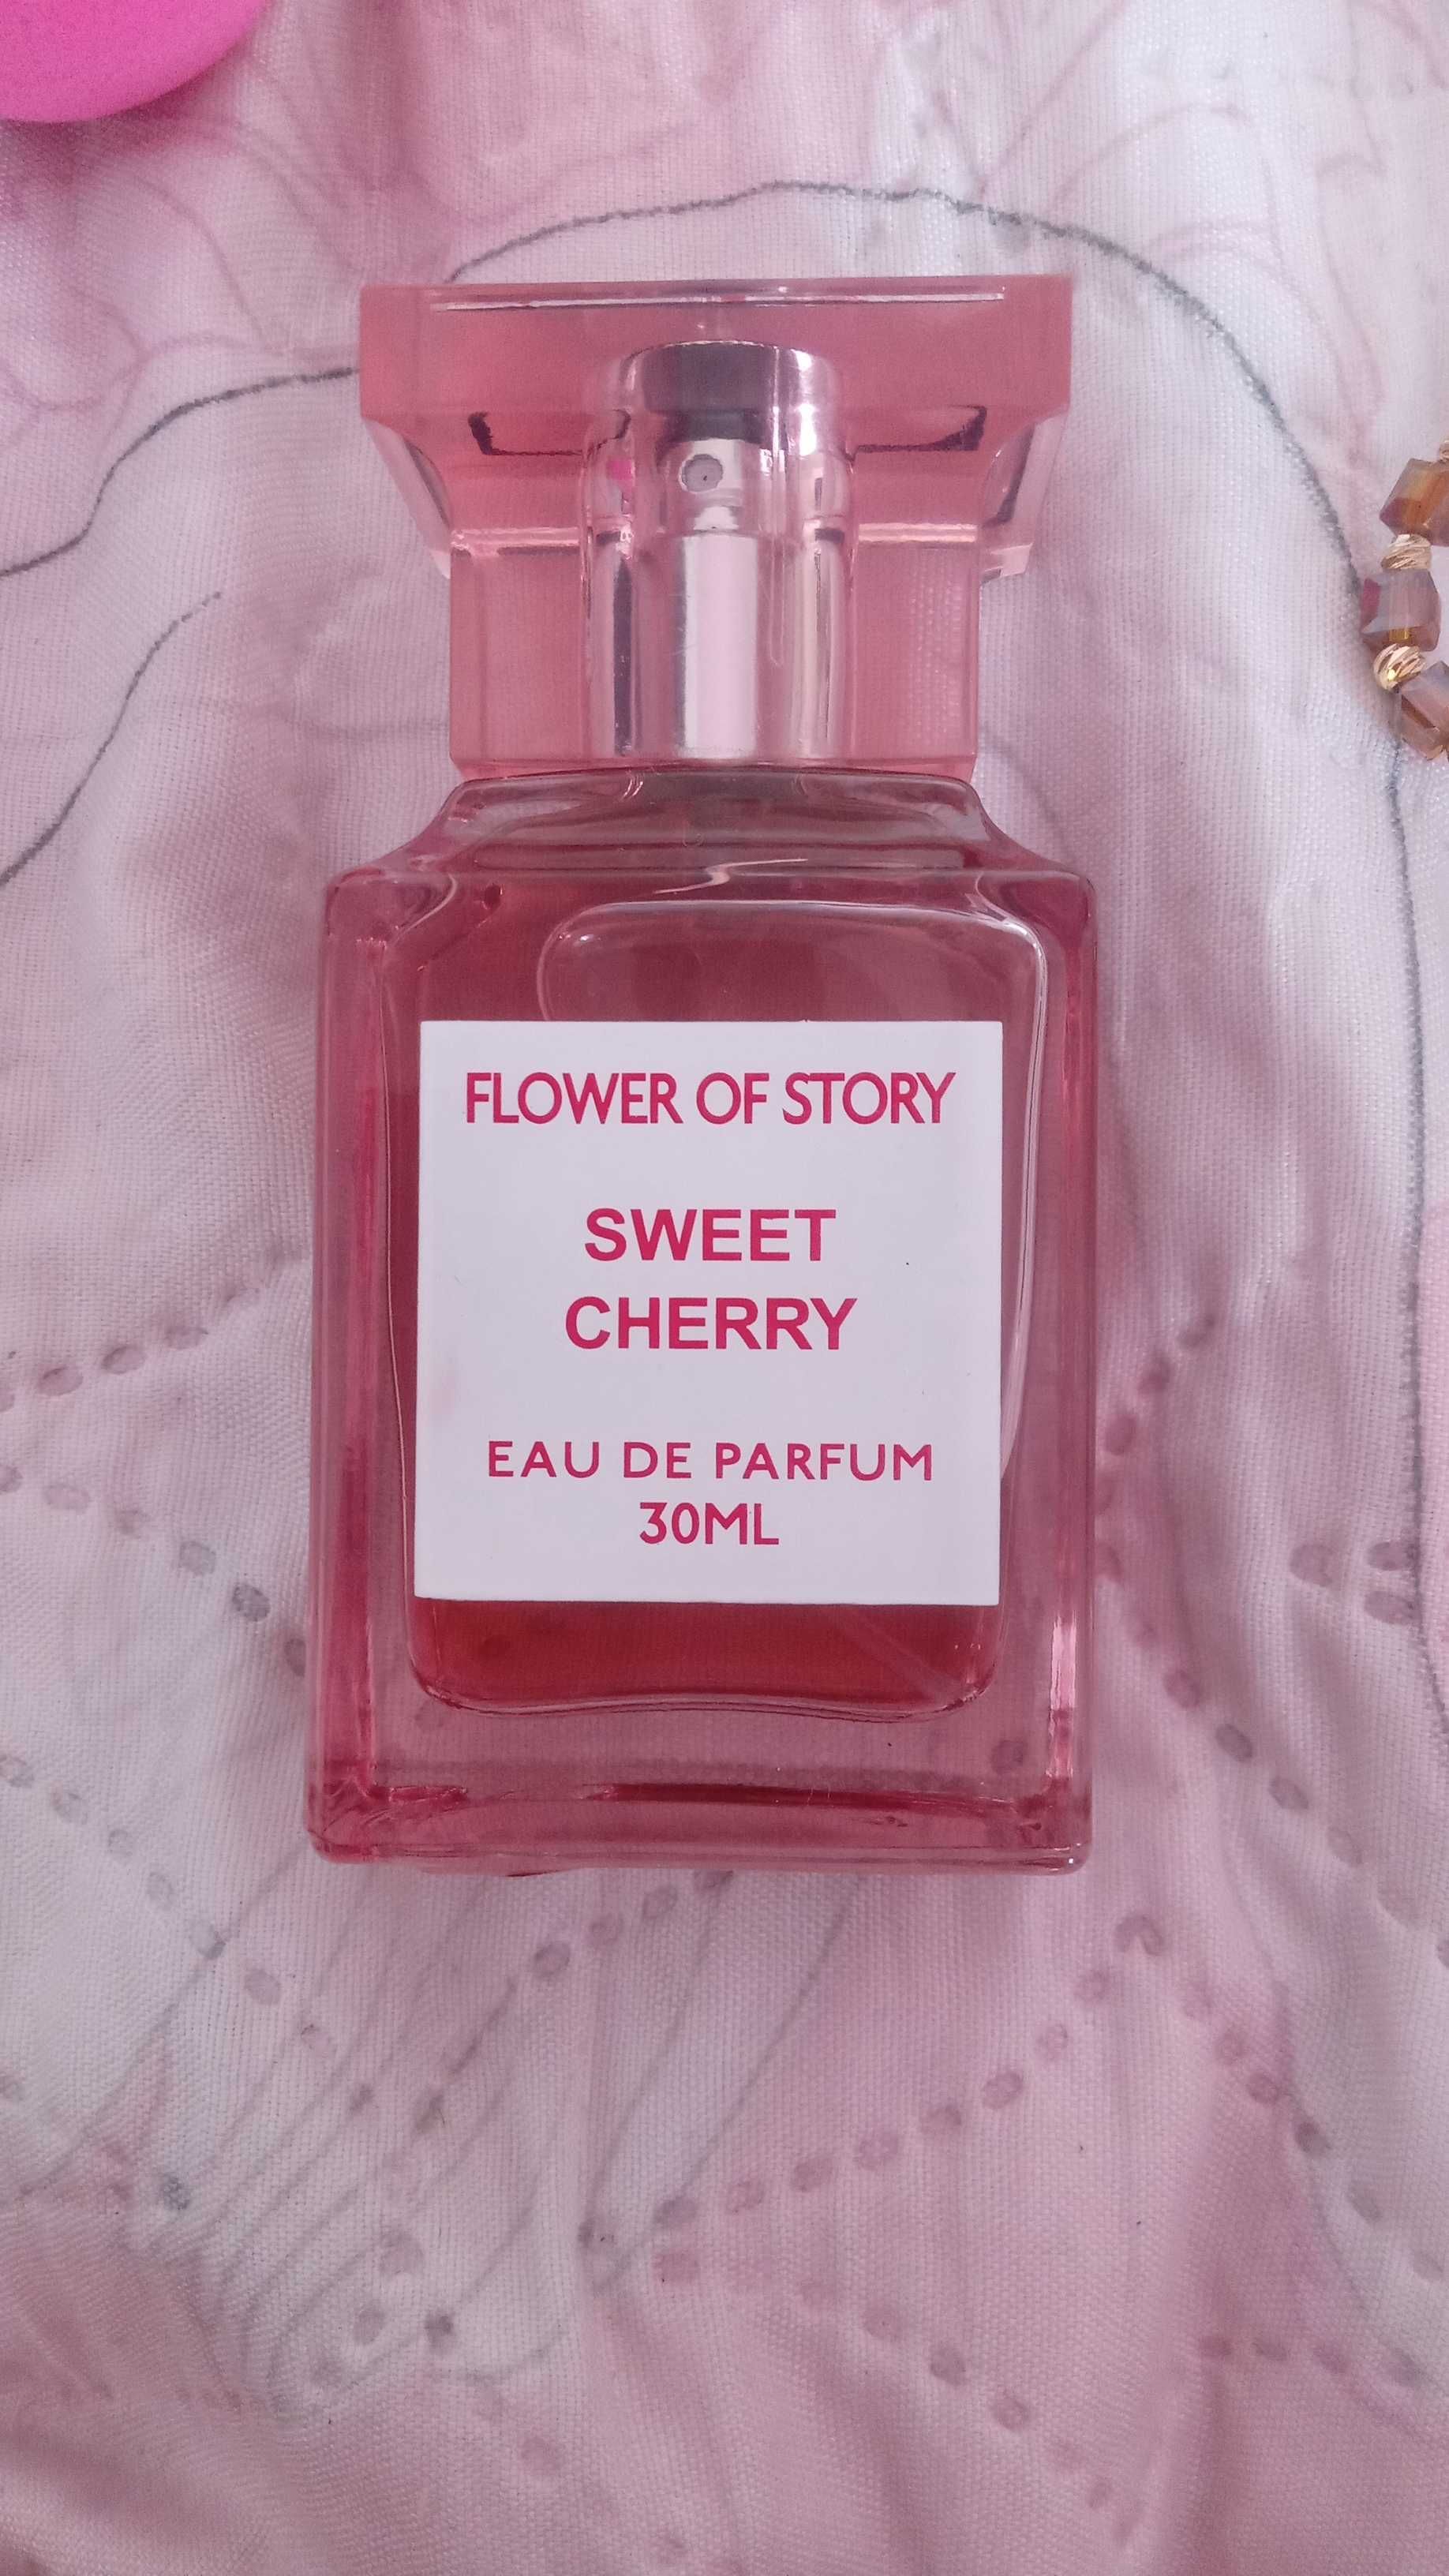 FLOWER OF STORY
SWEET
CHERRY
EAU DE PARFUM
30ML